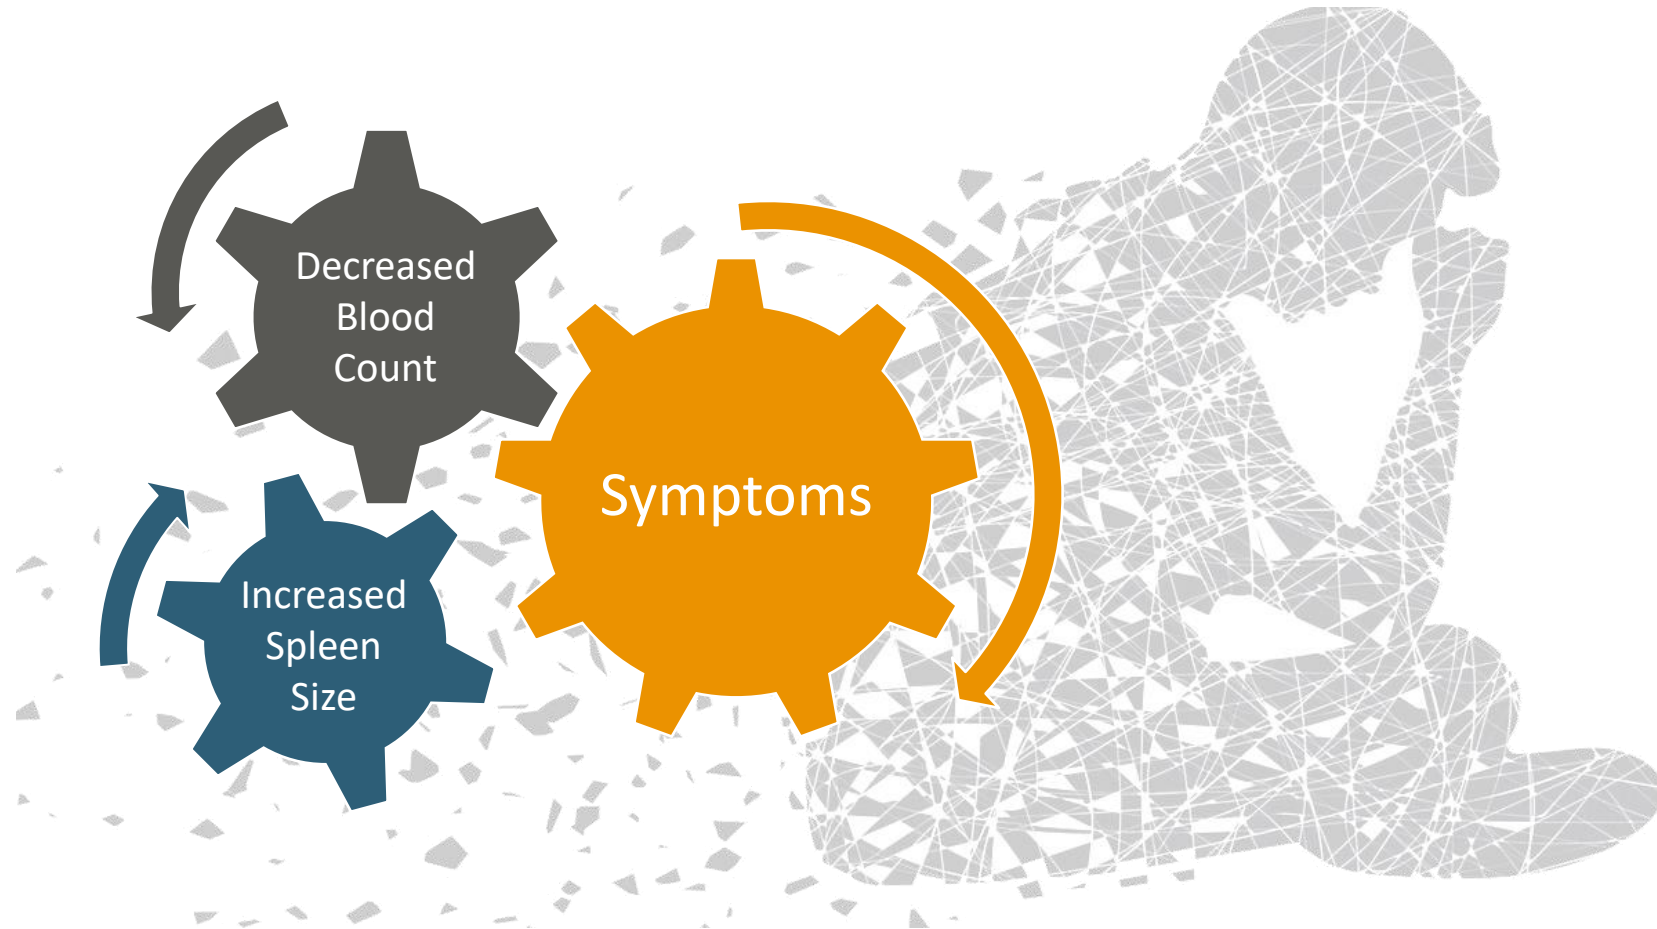 Decreased
Blood
Count
Symptoms
Increased
Spleen
Size